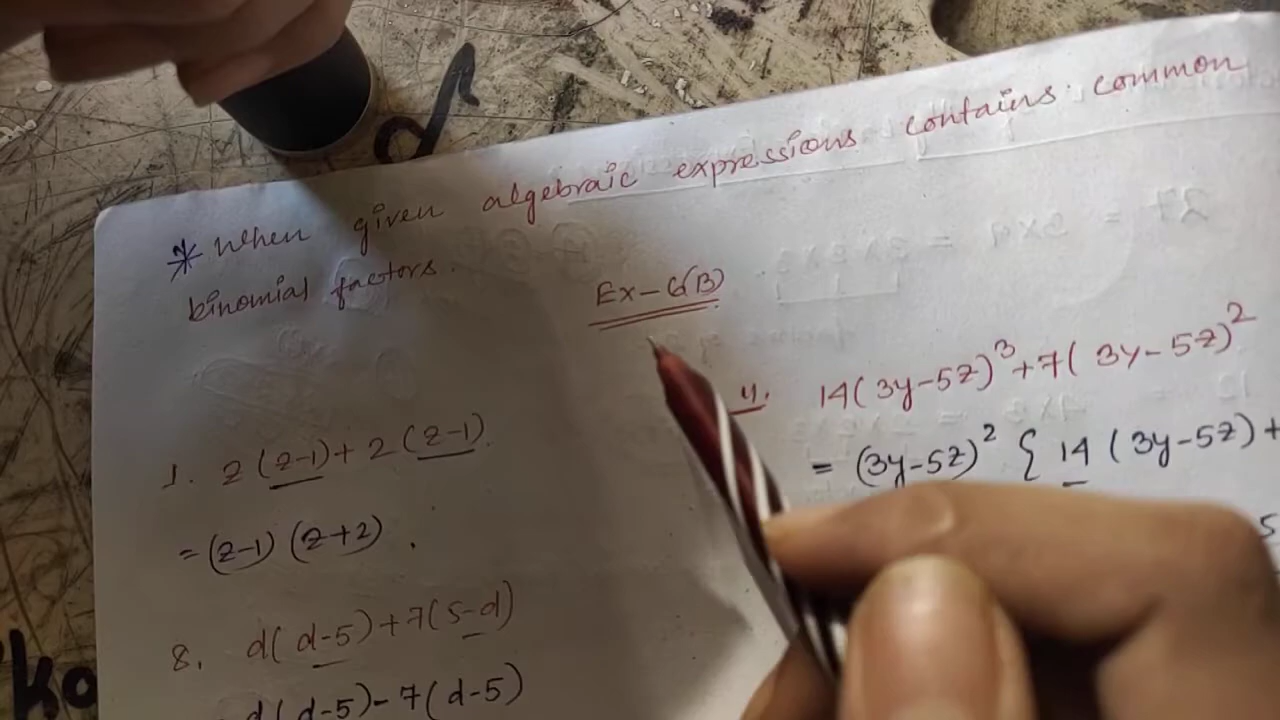 * When given algebraic expressions contains common
binomial factors.
Ex-6(B)
1. z(z-1)+2(z-1).
=(z-1)(z+2).
8. d(d-5)+7(5-d)
d(d-5)-7(d-5)
11. 14(3y-5z)³+7(3y-5z)²
= (3y-5z)² { 14(3y-5z)+